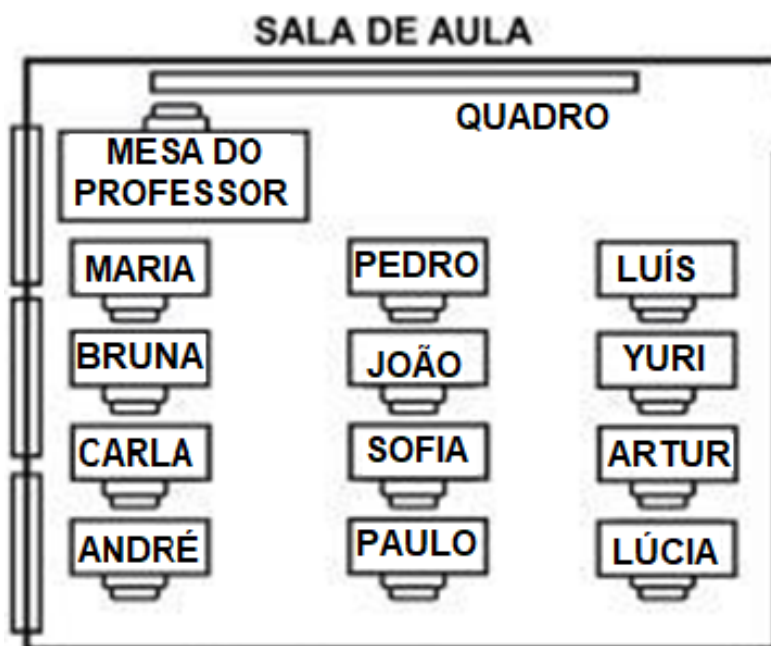 SALA DE AULA
QUADRO
MESA DO
PROFESSOR
MARIA
PEDRO
LUÍS
BRUNA
JOÃO
YURI
CARLA
SOFIA
ARTUR
ANDRÉ
PAULO
LÚCIA